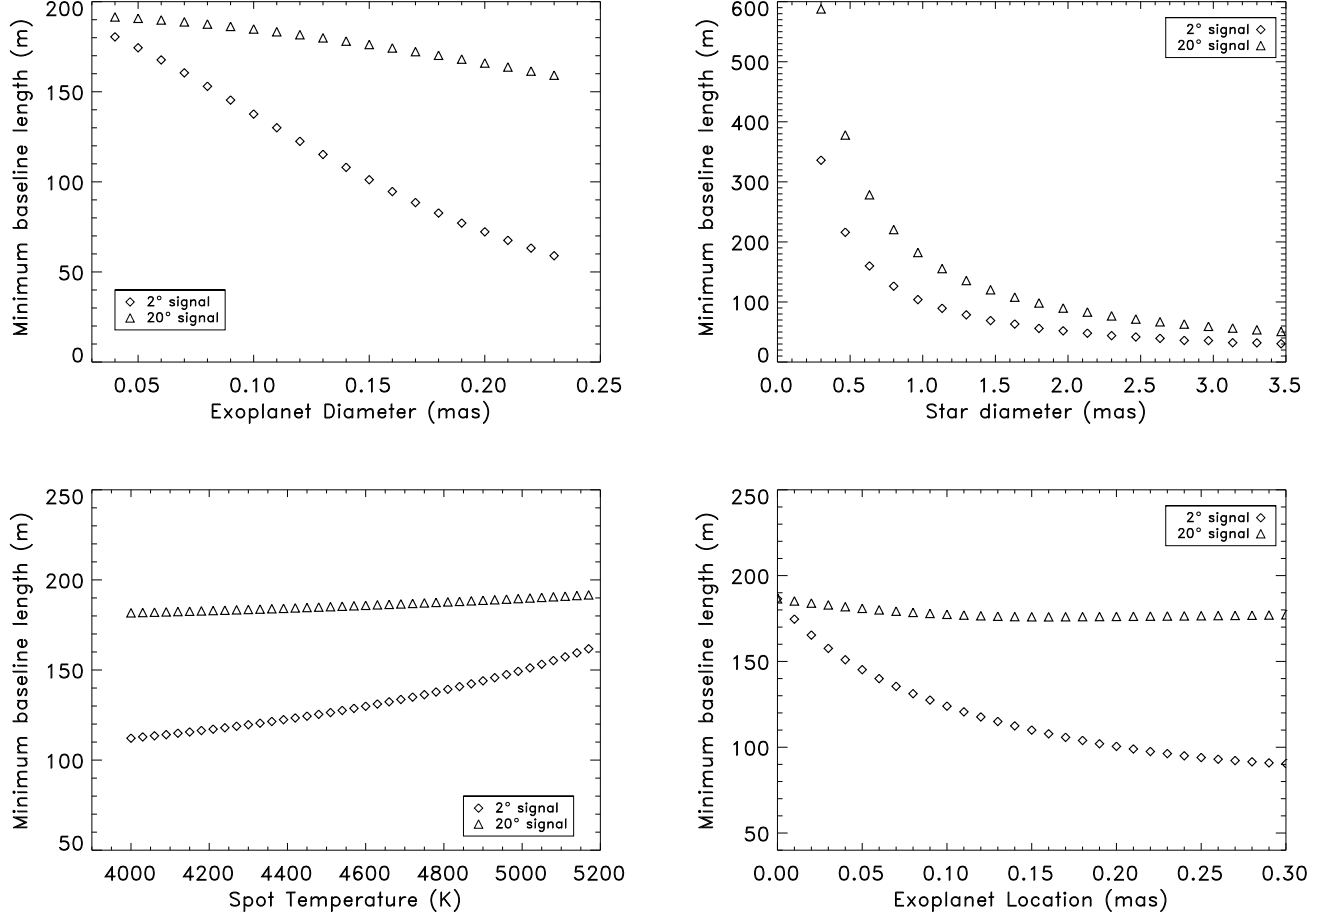 200
150
100
50
0
Minimum baseline length (m)
2° signal
20° signal
0.05 0.10 0.15 0.20 0.25
Exoplanet Diameter (mas)
600
500
400
300
200
100
0
Minimum baseline length (m)
2° signal
20° signal
0.0 0.5 1.0 1.5 2.0 2.5 3.0 3.5
Star diameter (mas)
250
200
150
100
50
Minimum baseline length (m)
2° signal
20° signal
4000 4200 4400 4600 4800 5000 5200
Spot Temperature (K)
250
200
150
100
50
Minimum baseline length (m)
2° signal
20° signal
0.00 0.05 0.10 0.15 0.20 0.25 0.30
Exoplanet Location (mas)